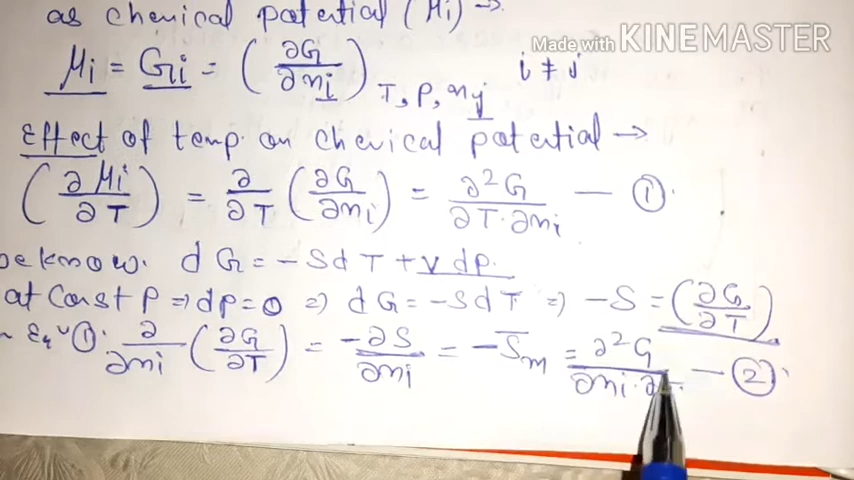 as chemical potential (μi) →
Made with KINEMASTER
μi = Gi = (∂G/∂ni)T, P, nj i ≠ j
Effect of temp. on chemical potential →
(∂μi/∂T) = ∂/∂T (∂G/∂ni) = ∂²G/∂T·∂ni — ①
we know. dG = -SdT + VdP.
at Const P ⇒ dP = 0 ⇒ dG = -SdT ⇒ -S = (∂G/∂T)
Eqⁿ ① ∂/∂ni (∂G/∂T) = -∂S/∂ni = -S̅m = ∂²G/∂ni·∂T — ②